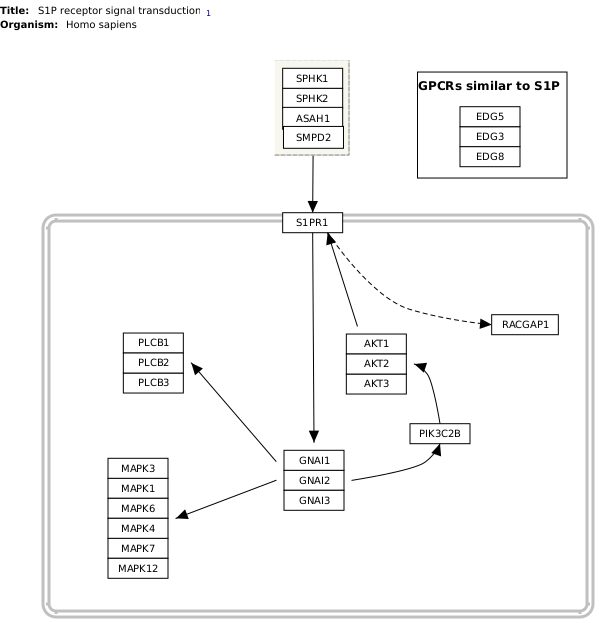 Title: S1P receptor signal transduction 1
Organism: Homo sapiens
SPHK1
SPHK2
ASAH1
SMPD2
GPCRs similar to S1P
EDG5
EDG3
EDG8
S1PR1
RACGAP1
PLCB1
PLCB2
PLCB3
AKT1
AKT2
AKT3
PIK3C2B
GNAI1
GNAI2
GNAI3
MAPK3
MAPK1
MAPK6
MAPK4
MAPK7
MAPK12